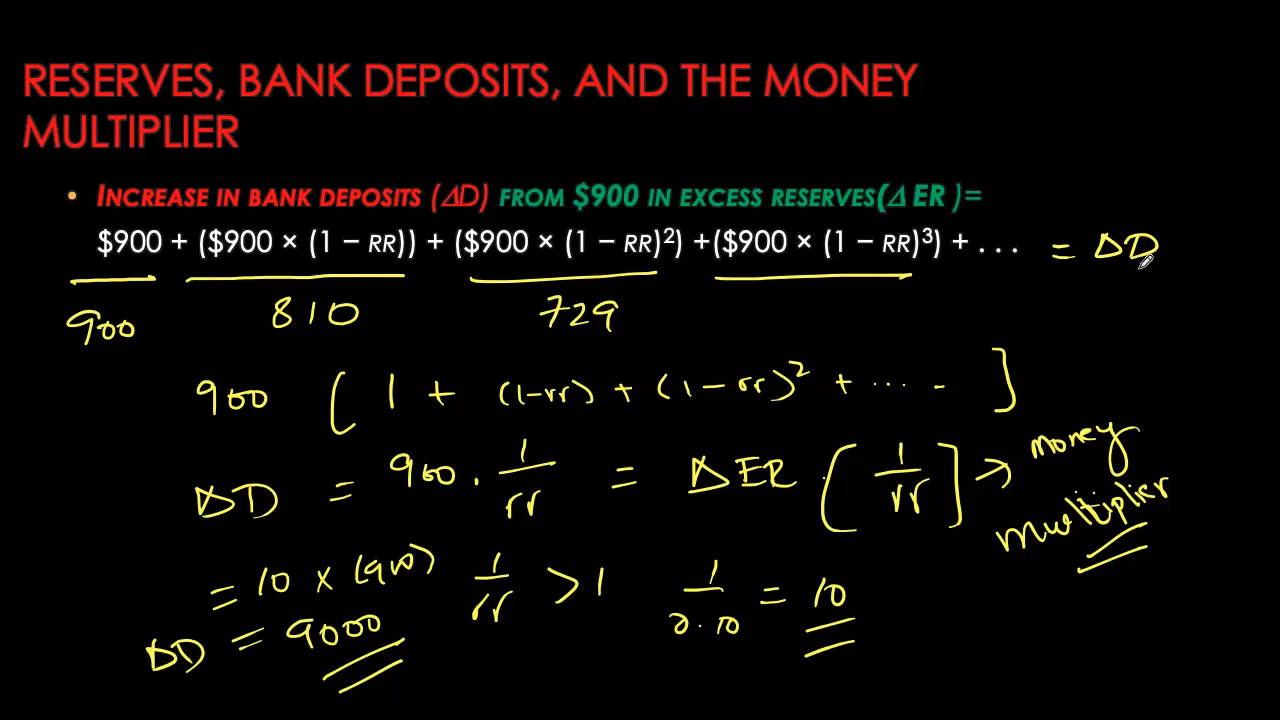 RESERVES, BANK DEPOSITS, AND THE MONEY
MULTIPLIER
• INCREASE IN BANK DEPOSITS (ΔD) FROM $900 IN EXCESS RESERVES(Δ ER )=
$900 + ($900 × (1 – RR)) + ($900 × (1 – RR)²) +($900 × (1 – RR)³) + . . . = ΔD
900 810 729
900 [ 1 + (1-rr) + (1-rr)² + ... - ]
ΔD = 900 . 1/rr = ΔER [ 1/rr ] → money multiplier
= 10 × (900) 1/rr > 1 1/0.10 = 10
ΔD = 9000